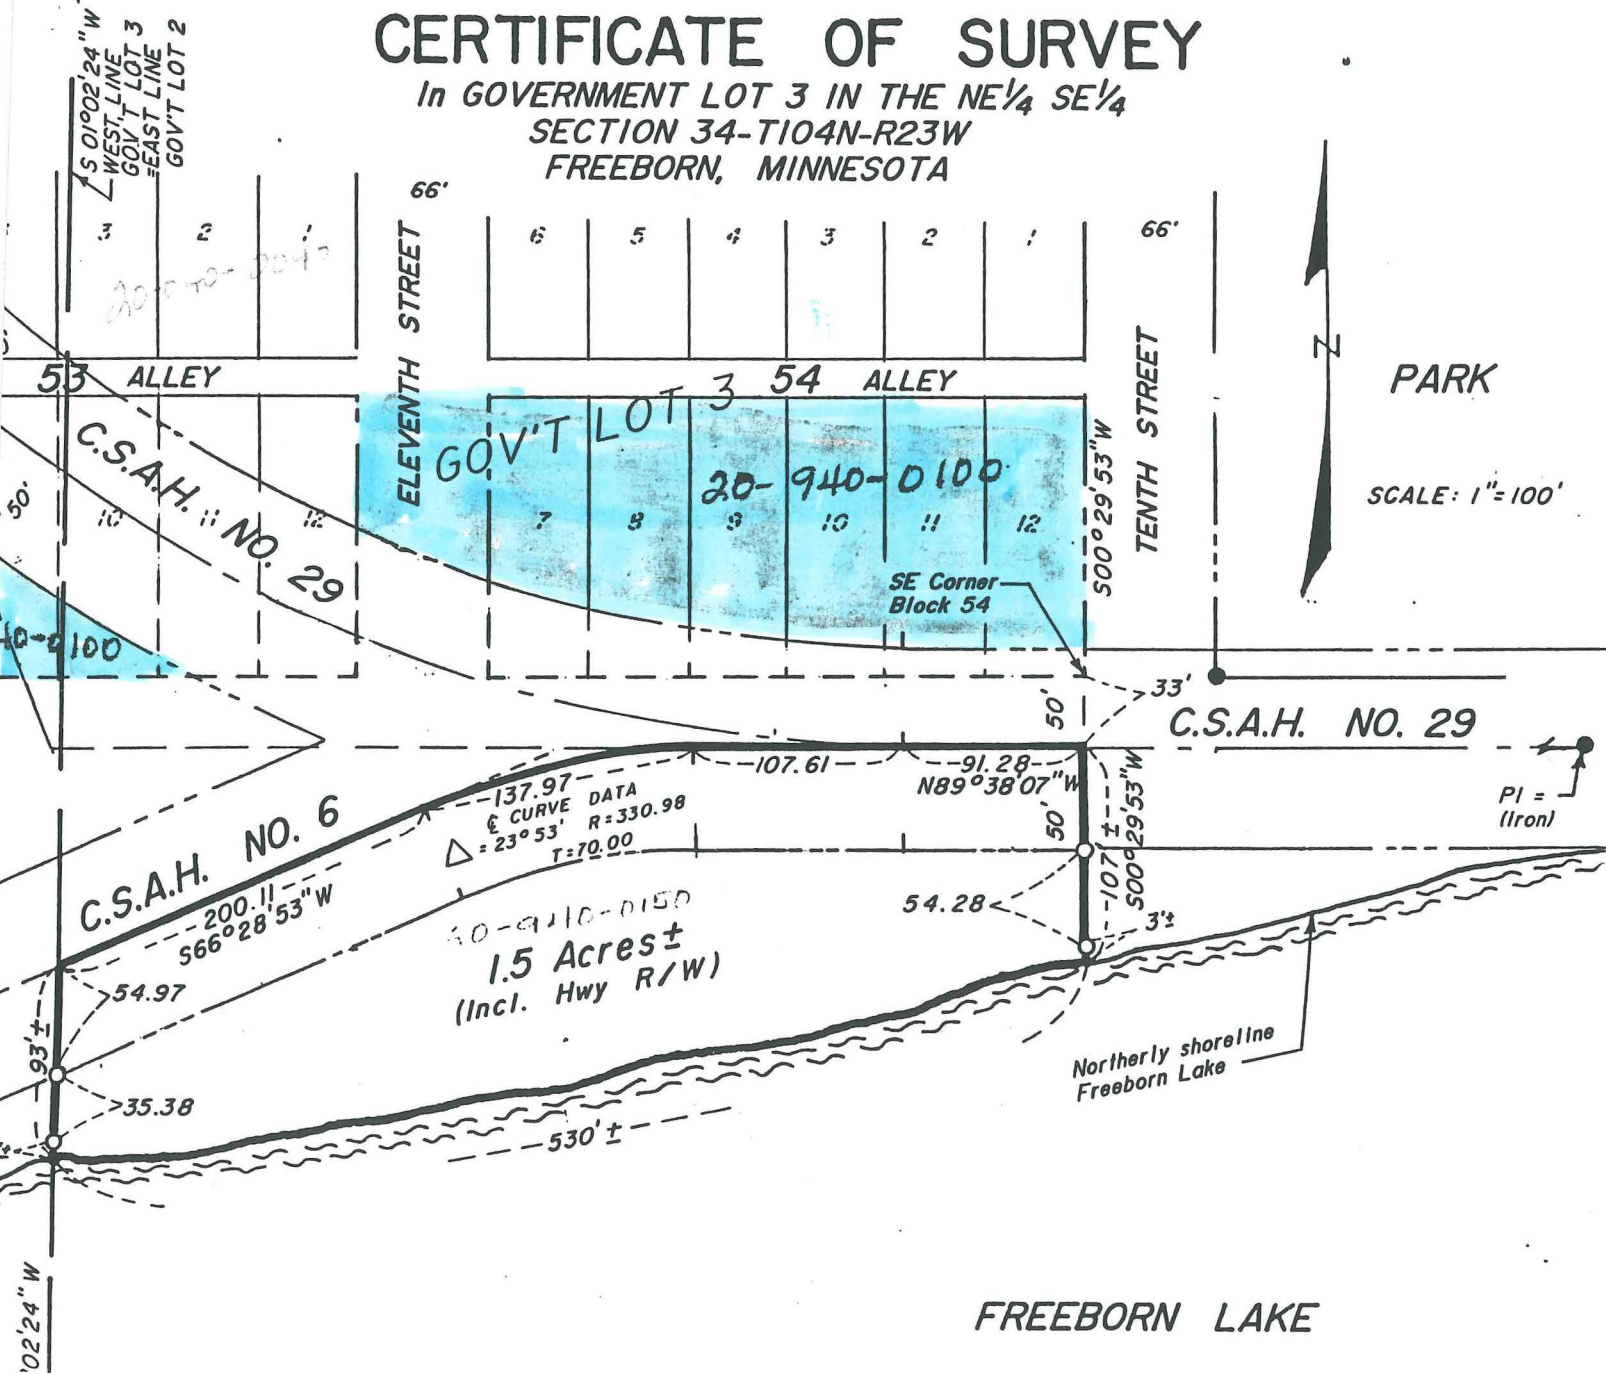 CERTIFICATE OF SURVEY
In GOVERNMENT LOT 3 IN THE NE¼ SE¼
SECTION 34-T104N-R23W
FREEBORN, MINNESOTA
S 01°02'24"W
WEST LINE
GOV'T LOT 3
=EAST LINE
GOV'T LOT 2
66'
66'
3 2 1
6 5 4 3 2 1
ELEVENTH STREET
TENTH STREET
N
PARK
SCALE: 1"=100'
53 ALLEY
54 ALLEY
GOV'T LOT 3
20-940-0100
C.S.A.H. NO. 29
50'
10 11 12
7 8 9 10 11 12
S00°29'53"W
SE Corner
Block 54
40-0100
33'
50'
C.S.A.H. NO. 29
107.61
91.28
N89°38'07"W
137.97
℄ CURVE DATA
Δ = 23°53' R=330.98
T=70.00
50'
107 ±
S00°29'53"W
PI =
(Iron)
C.S.A.H. NO. 6
200.11
S66°28'53"W
54.28
3'±
1.5 Acres±
(Incl. Hwy R/W)
54.97
93'±
35.38
530'±
Northerly shoreline
Freeborn Lake
02'24"W
FREEBORN LAKE